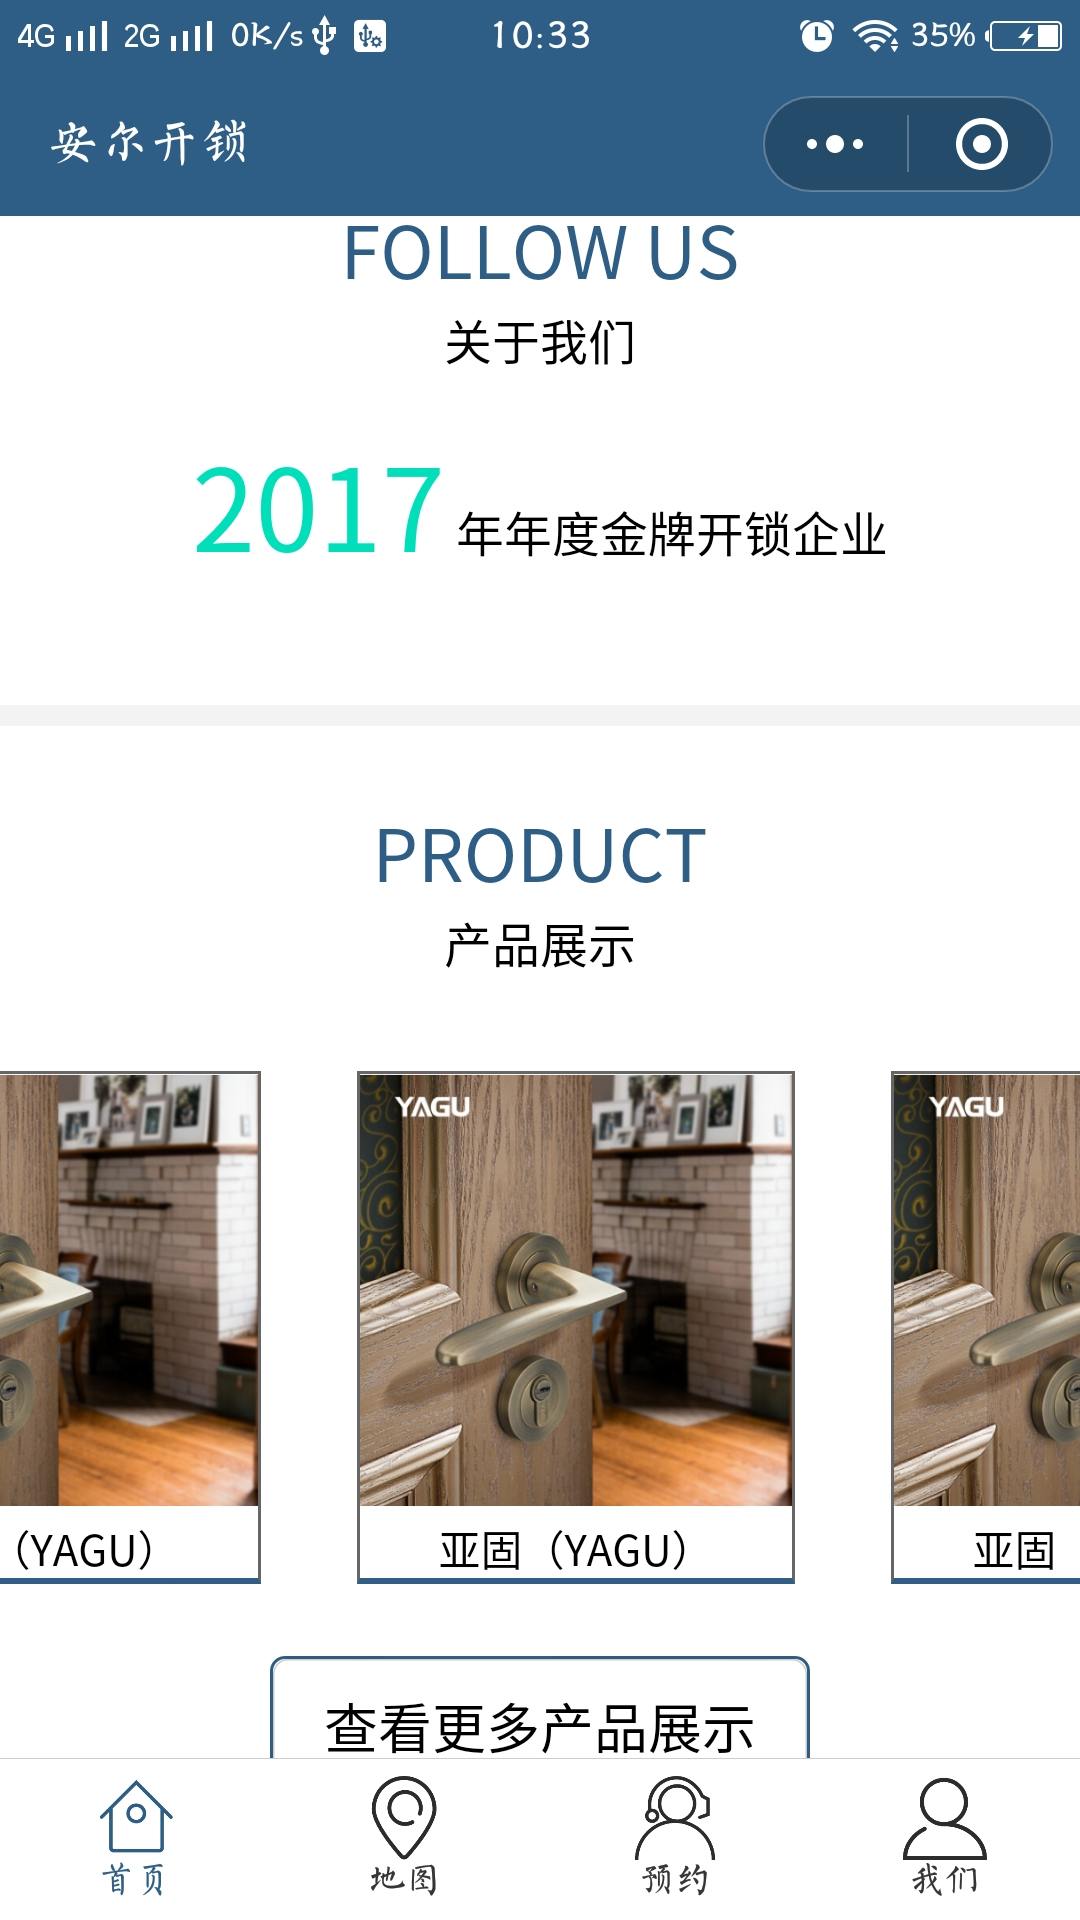 4G 2G 0K/s 10:33 35%
安尔开锁
FOLLOW US
关于我们
2017 年年度金牌开锁企业
PRODUCT
产品展示
YAGU YAGU
（YAGU） 亚固（YAGU） 亚固
查看更多产品展示
首页 地图 预约 我们